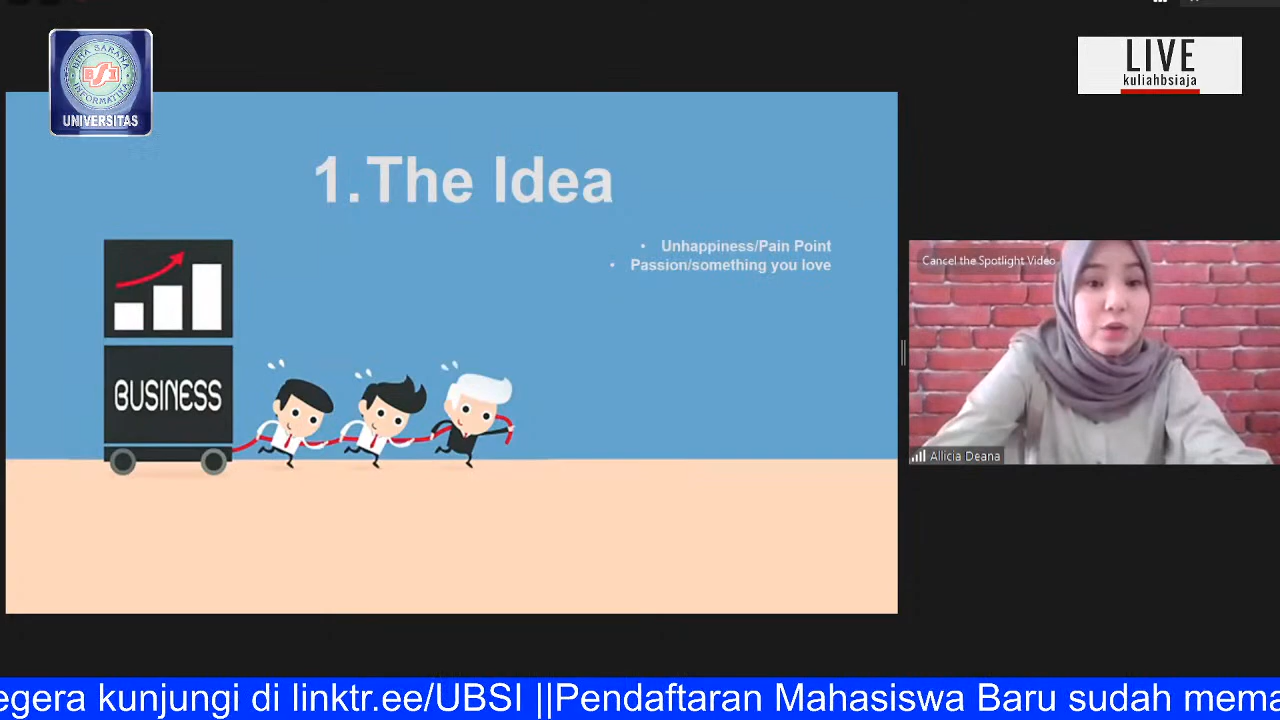 BINA SARANA
BSI
INFORMATIKA
UNIVERSITAS
LIVE
kuliahbsiaja
1.The Idea
• Unhappiness/Pain Point
• Passion/something you love
BUSINESS
Cancel the Spotlight Video
Allicia Deana
egera kunjungi di linktr.ee/UBSI ||Pendaftaran Mahasiswa Baru sudah mema